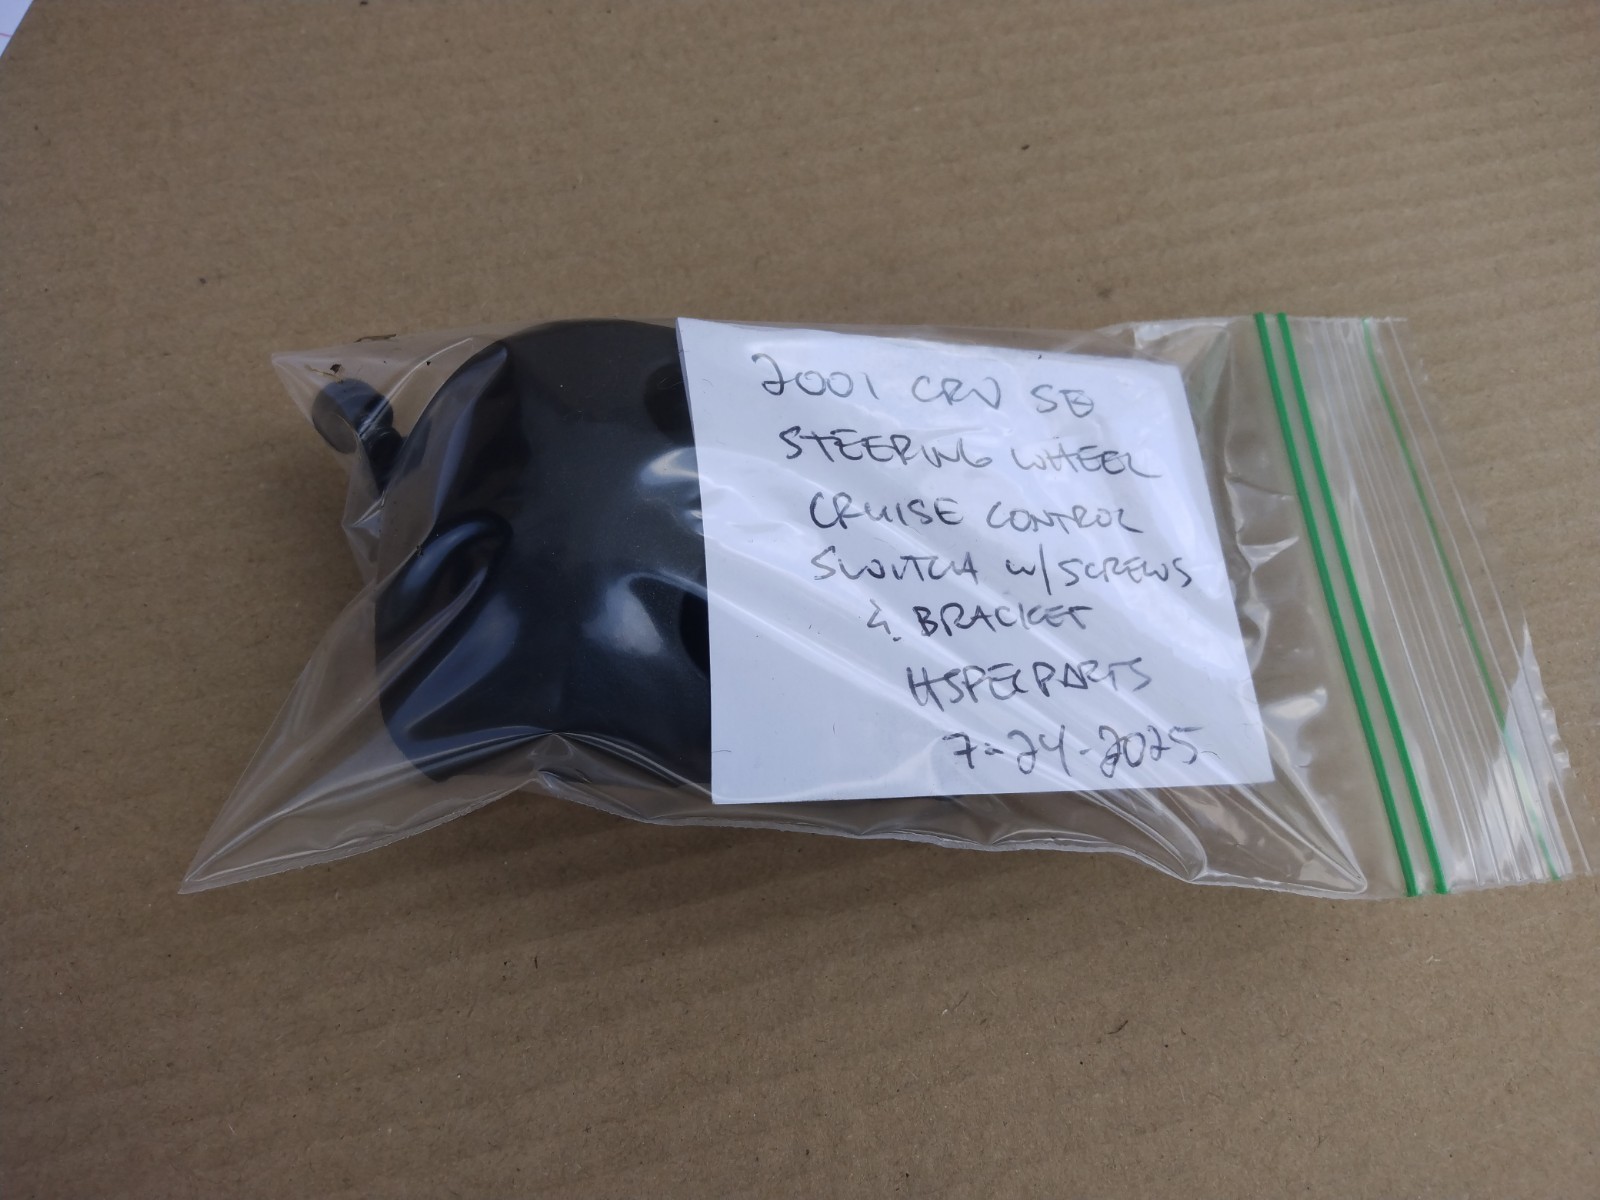 2001 CRV SE
STEERING WHEEL
CRUISE CONTROL
SWITCH W/SCREWS
& BRACKET
HSPECPARTS
7-24-2025